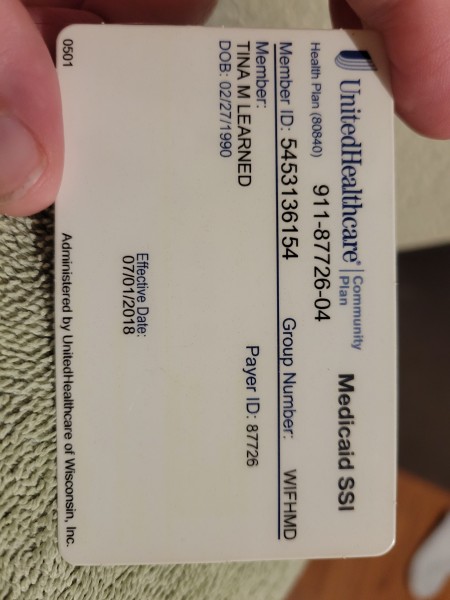 UnitedHealthcare® | Community Plan Medicaid SSI
Health Plan (80840) 911-87726-04
Member ID: 5453136154 Group Number: WIFHMD
Member:
TINA M LEARNED
DOB: 02/27/1990
Payer ID: 87726
Effective Date:
07/01/2018
0501 Administered by UnitedHealthcare of Wisconsin, Inc.